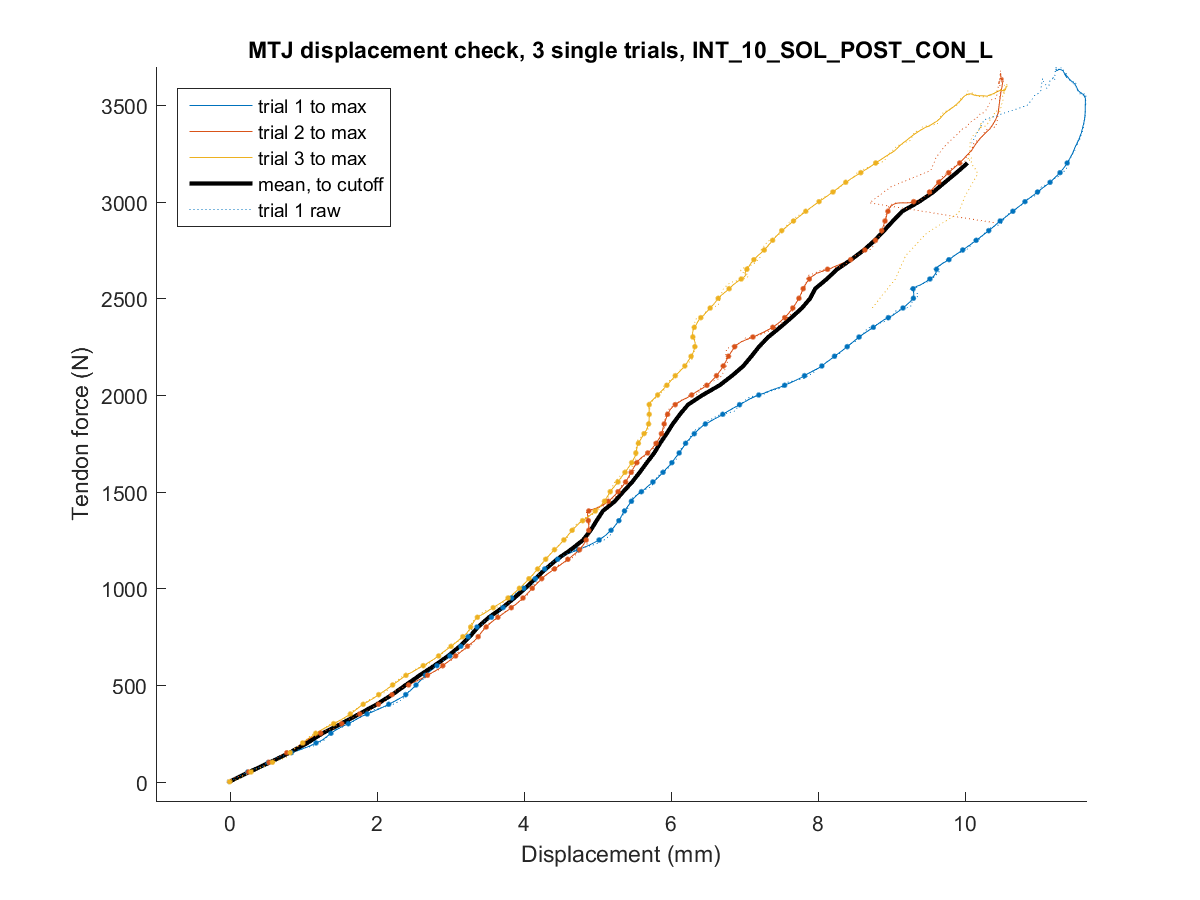 MTJ displacement check, 3 single trials, INT_10_SOL_POST_CON_L
trial 1 to max
trial 2 to max
trial 3 to max
mean, to cutoff
trial 1 raw
Tendon force (N)
3500
3000
2500
2000
1500
1000
500
0
0 2 4 6 8 10
Displacement (mm)